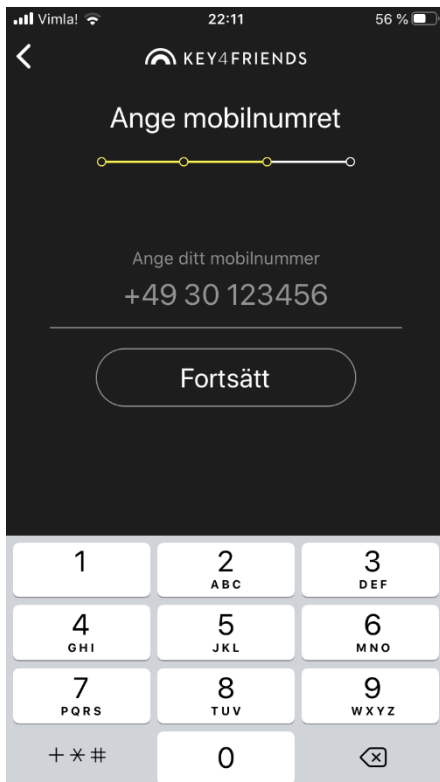 Vimla! 22:11 56 %
KEY4FRIENDS
Ange mobilnumret
Ange ditt mobilnummer
+49 30 123456
Fortsätt
1 2 3
ABC DEF
4 5 6
GHI JKL MNO
7 8 9
PQRS TUV WXYZ
+*# 0